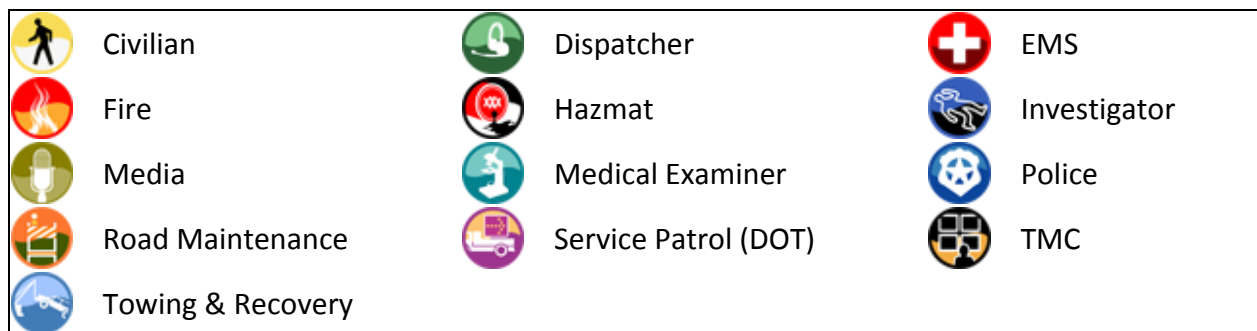 Civilian Dispatcher EMS
Fire Hazmat Investigator
Media Medical Examiner Police
Road Maintenance Service Patrol (DOT) TMC
Towing & Recovery